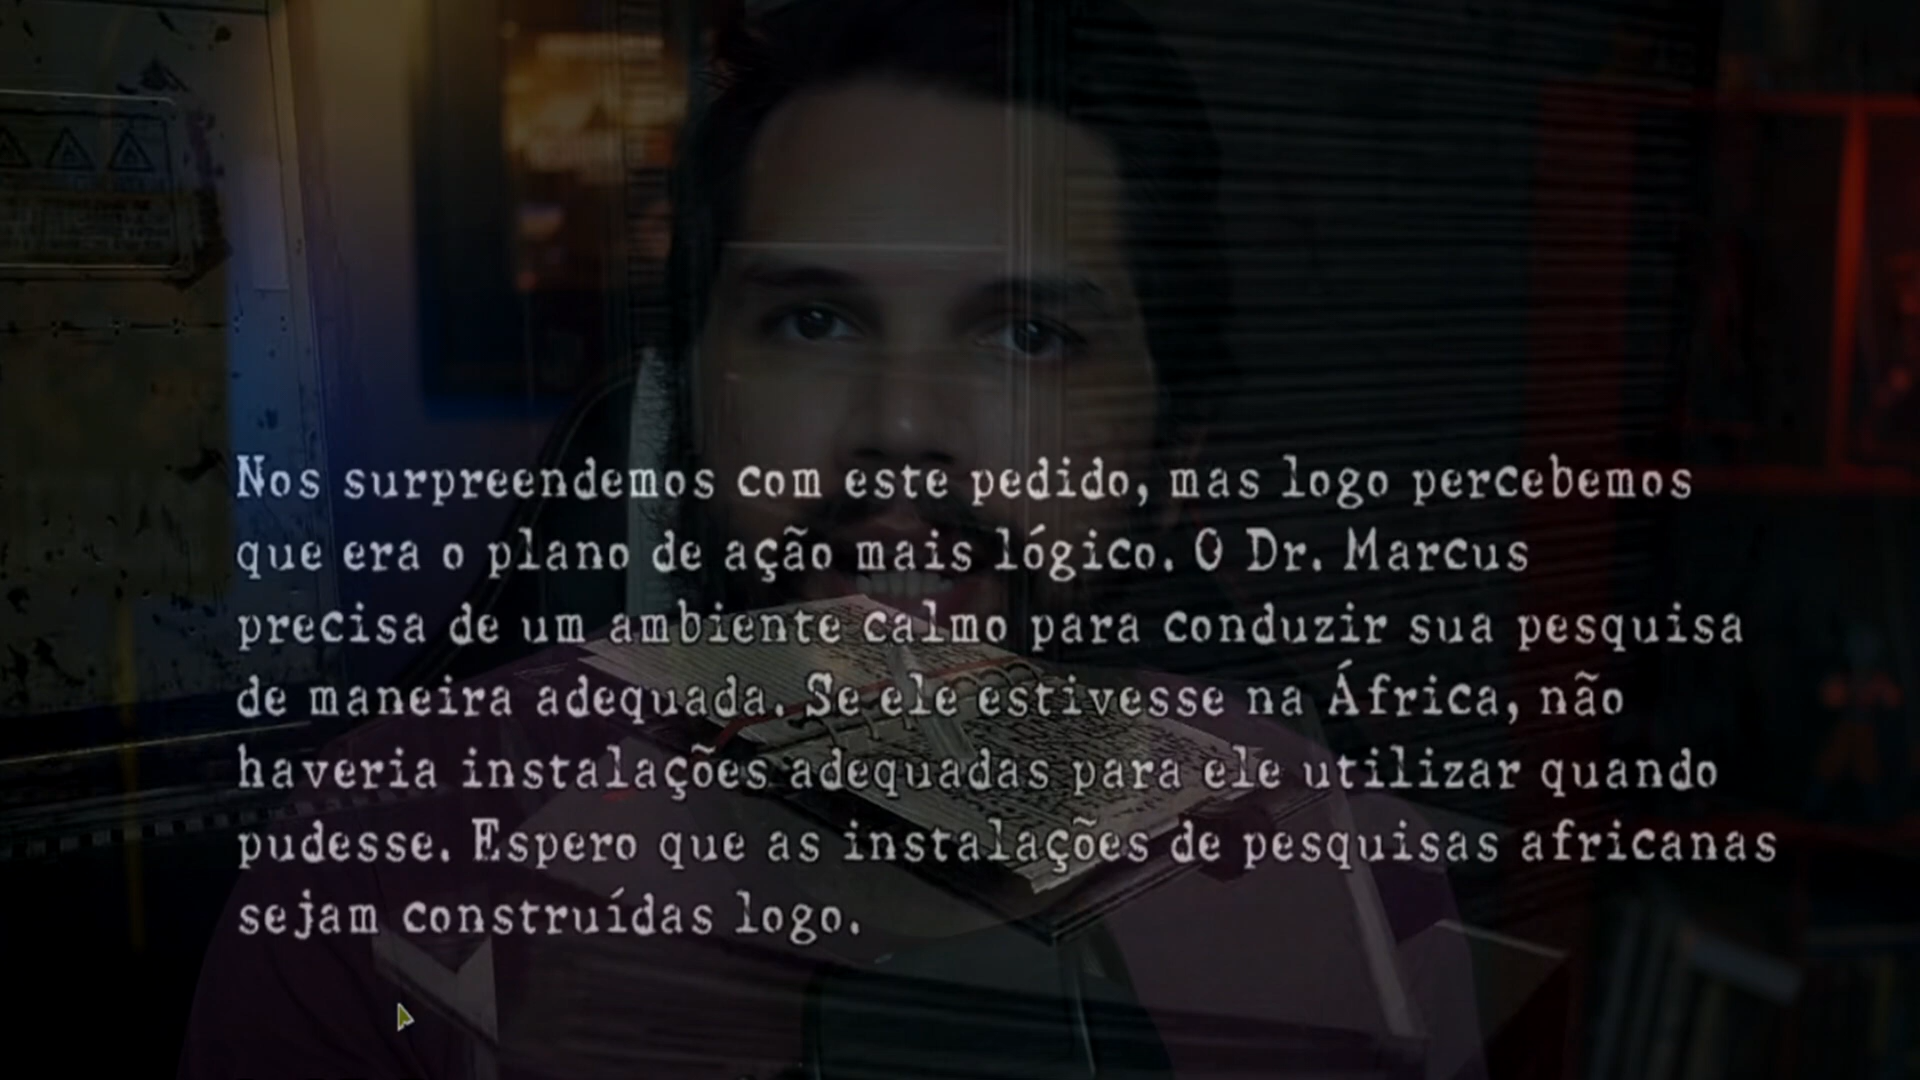 Nos surpreendemos com este pedido, mas logo percebemos
que era o plano de ação mais lógico. O Dr. Marcus
precisa de um ambiente calmo para conduzir sua pesquisa
de maneira adequada. Se ele estivesse na África, não
haveria instalações adequadas para ele utilizar quando
pudesse. Espero que as instalações de pesquisas africanas
sejam construídas logo.